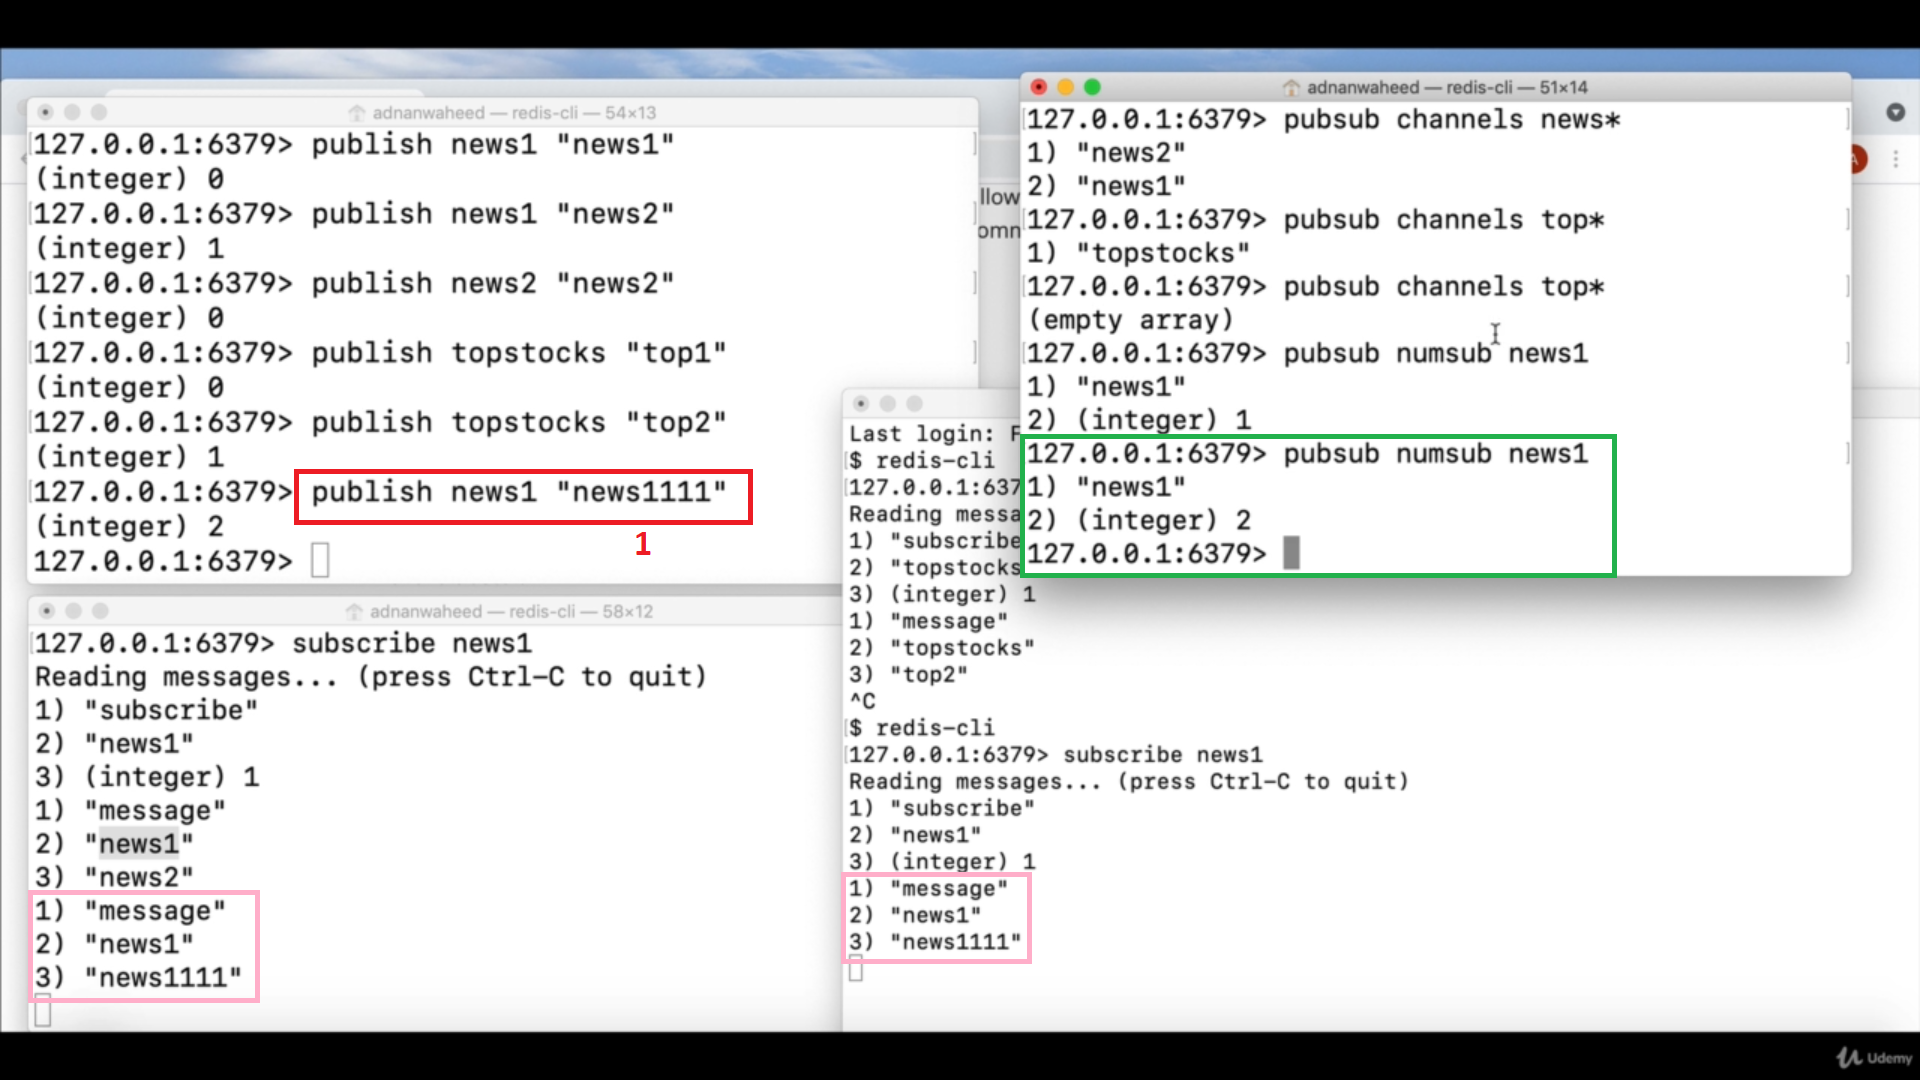 adnanwaheed — redis-cli — 54×13
127.0.0.1:6379> publish news1 "news1"
(integer) 0
127.0.0.1:6379> publish news1 "news2"
(integer) 1
127.0.0.1:6379> publish news2 "news2"
(integer) 0
127.0.0.1:6379> publish topstocks "top1"
(integer) 0
127.0.0.1:6379> publish topstocks "top2"
(integer) 1
127.0.0.1:6379> publish news1 "news1111"
(integer) 2
1
127.0.0.1:6379>
adnanwaheed — redis-cli — 51×14
127.0.0.1:6379> pubsub channels news*
1) "news2"
2) "news1"
127.0.0.1:6379> pubsub channels top*
1) "topstocks"
127.0.0.1:6379> pubsub channels top*
(empty array)
127.0.0.1:6379> pubsub numsub news1
1) "news1"
2) (integer) 1
127.0.0.1:6379> pubsub numsub news1
1) "news1"
2) (integer) 2
127.0.0.1:6379>
adnanwaheed — redis-cli — 58×12
127.0.0.1:6379> subscribe news1
Reading messages... (press Ctrl-C to quit)
1) "subscribe"
2) "news1"
3) (integer) 1
1) "message"
2) "news1"
3) "news2"
1) "message"
2) "news1"
3) "news1111"
Last login: F
$ redis-cli
127.0.0.1:637
Reading messa
1) "subscribe
2) "topstocks
3) (integer) 1
1) "message"
2) "topstocks"
3) "top2"
^C
$ redis-cli
127.0.0.1:6379> subscribe news1
Reading messages... (press Ctrl-C to quit)
1) "subscribe"
2) "news1"
3) (integer) 1
1) "message"
2) "news1"
3) "news1111"
Udemy